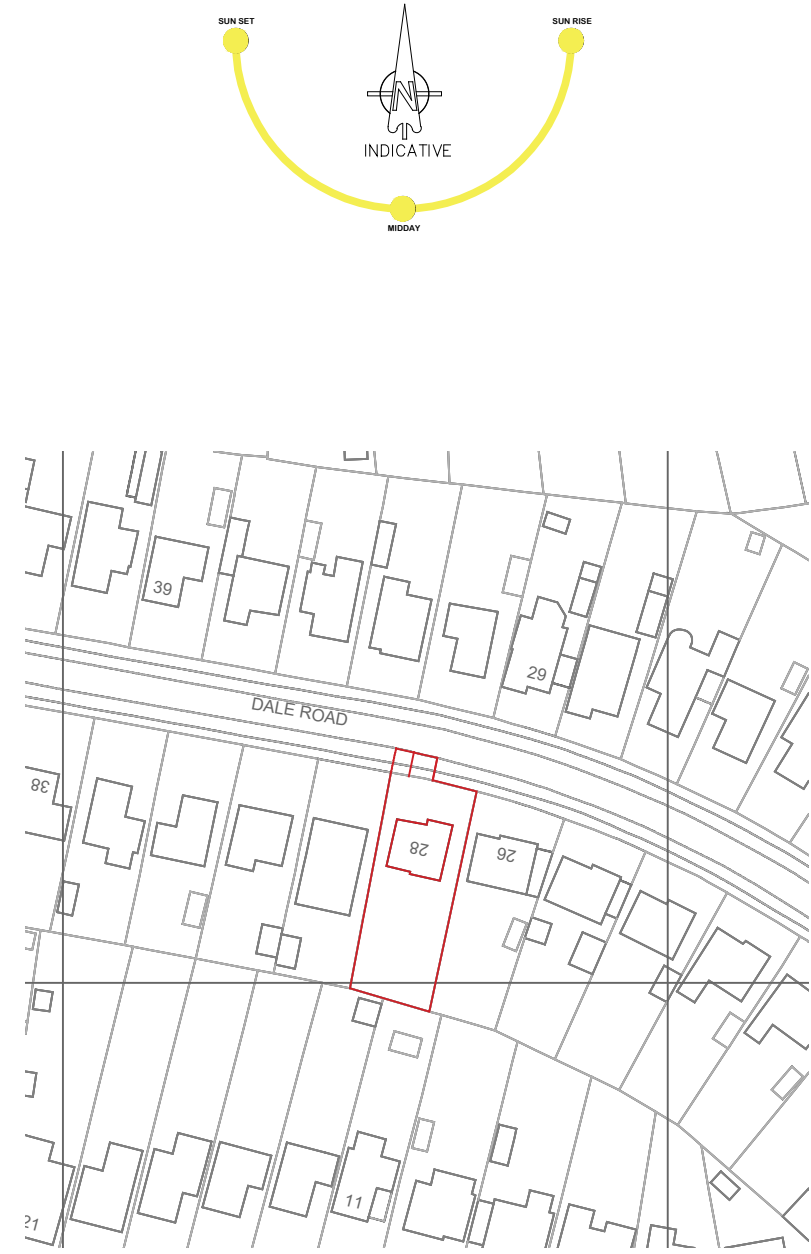 SUN SET
SUN RISE
N
INDICATIVE
MIDDAY
39
29
DALE ROAD
38
28
26
11
21